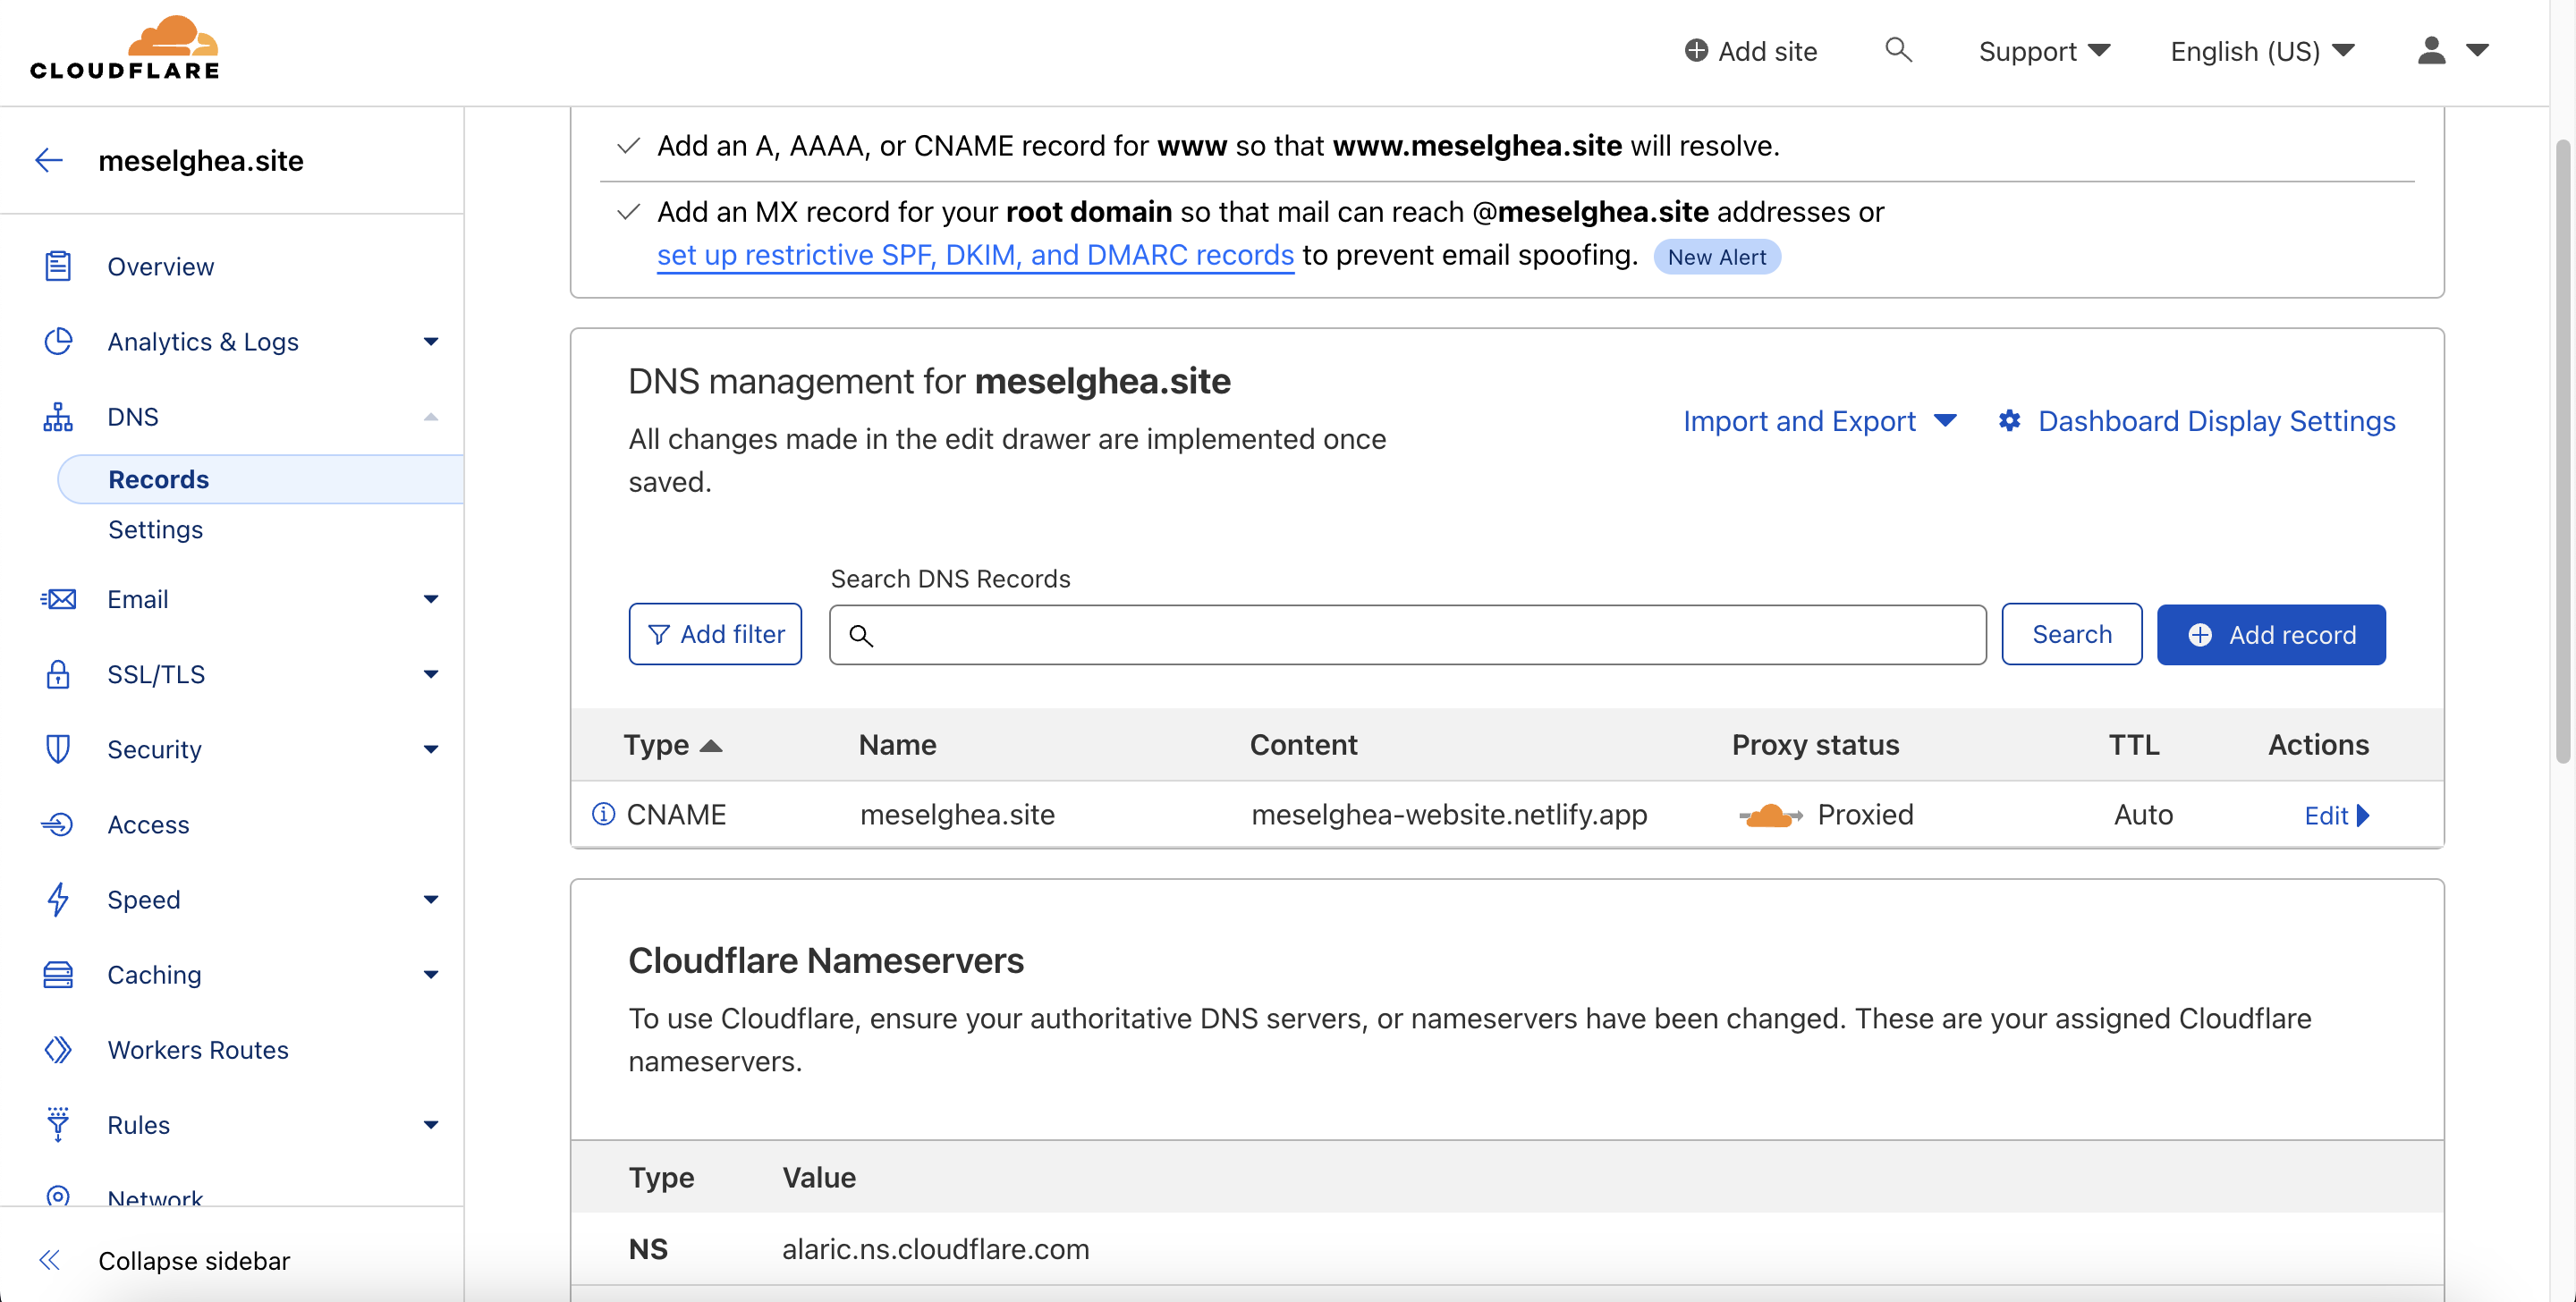 CLOUDFLARE
Add site
Support
English (US)
meselghea.site
Overview
Analytics & Logs
DNS
Records
Settings
Email
SSL/TLS
Security
Access
Speed
Caching
Workers Routes
Rules
Network
Collapse sidebar
Add an A, AAAA, or CNAME record for www so that www.meselghea.site will resolve.
Add an MX record for your root domain so that mail can reach @meselghea.site addresses or
set up restrictive SPF, DKIM, and DMARC records to prevent email spoofing. New Alert
DNS management for meselghea.site
All changes made in the edit drawer are implemented once
saved.
Import and Export
Dashboard Display Settings
Search DNS Records
Add filter
Search
Add record
Type Name Content Proxy status TTL Actions
CNAME meselghea.site meselghea-website.netlify.app Proxied Auto Edit
Cloudflare Nameservers
To use Cloudflare, ensure your authoritative DNS servers, or nameservers have been changed. These are your assigned Cloudflare
nameservers.
Type Value
NS alaric.ns.cloudflare.com